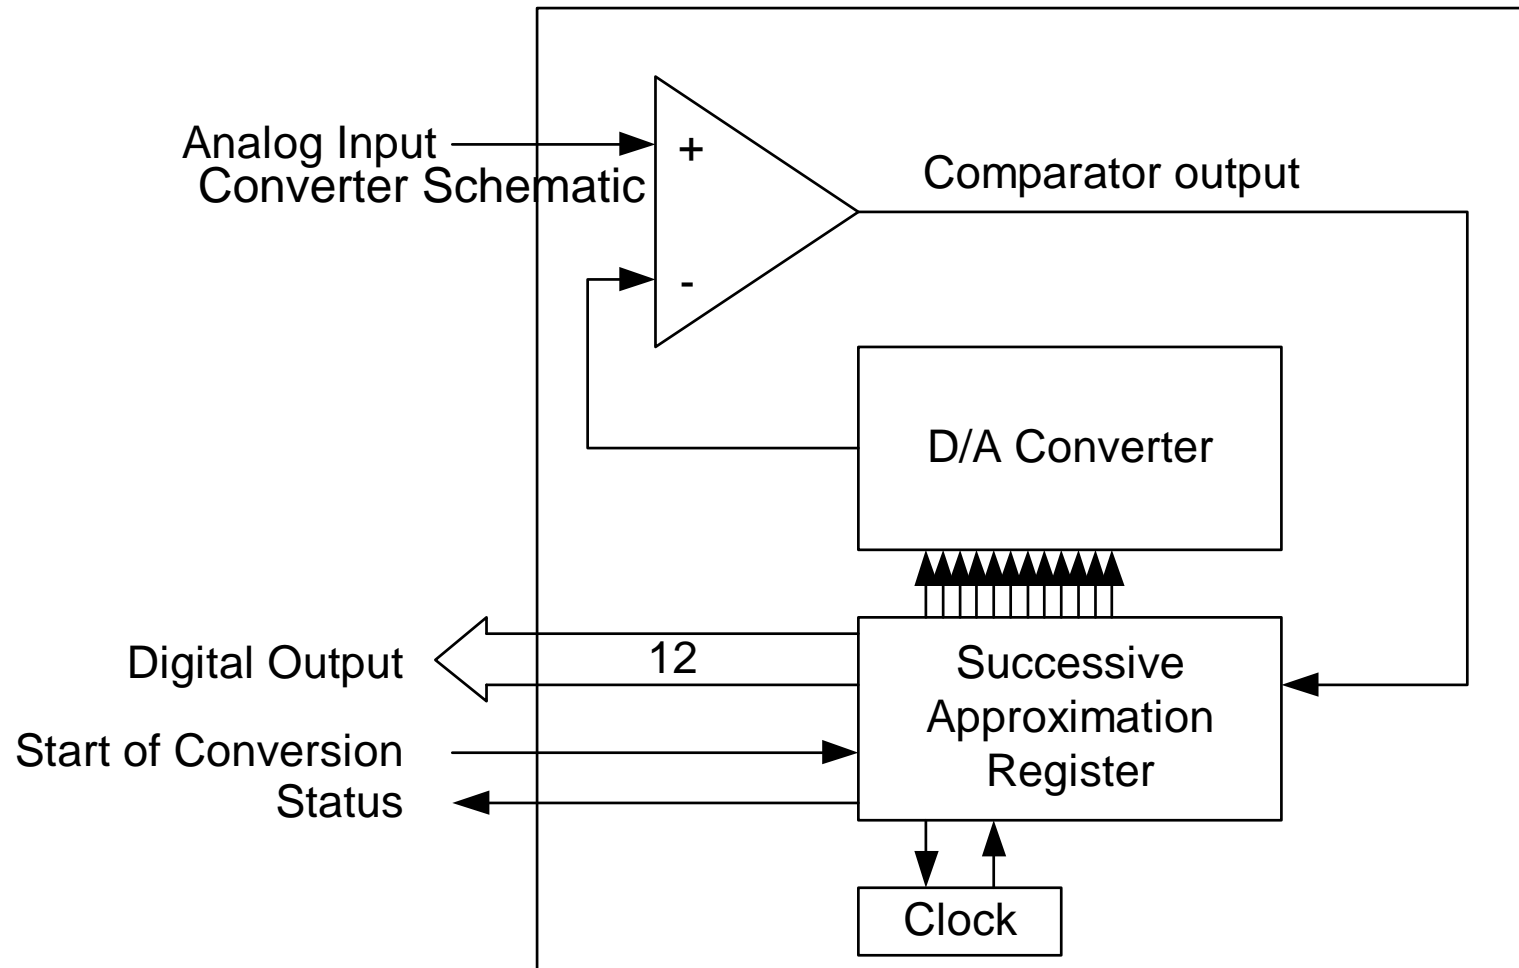 Analog Input
Converter Schematic
+
-
Comparator output
D/A Converter
Digital Output
12
Successive
Approximation
Register
Start of Conversion
Status
Clock